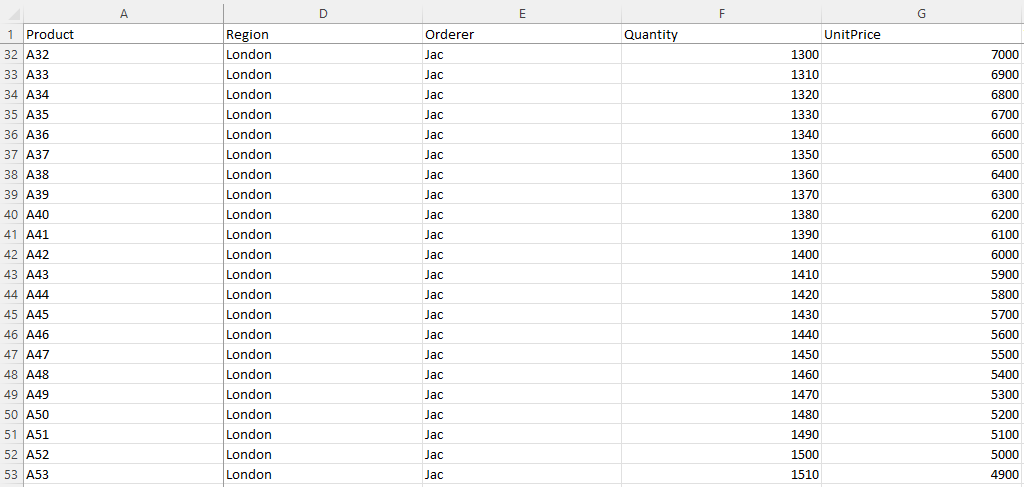 A D E F G
1 Product Region Orderer Quantity UnitPrice
32 A32 London Jac 1300 7000
33 A33 London Jac 1310 6900
34 A34 London Jac 1320 6800
35 A35 London Jac 1330 6700
36 A36 London Jac 1340 6600
37 A37 London Jac 1350 6500
38 A38 London Jac 1360 6400
39 A39 London Jac 1370 6300
40 A40 London Jac 1380 6200
41 A41 London Jac 1390 6100
42 A42 London Jac 1400 6000
43 A43 London Jac 1410 5900
44 A44 London Jac 1420 5800
45 A45 London Jac 1430 5700
46 A46 London Jac 1440 5600
47 A47 London Jac 1450 5500
48 A48 London Jac 1460 5400
49 A49 London Jac 1470 5300
50 A50 London Jac 1480 5200
51 A51 London Jac 1490 5100
52 A52 London Jac 1500 5000
53 A53 London Jac 1510 4900